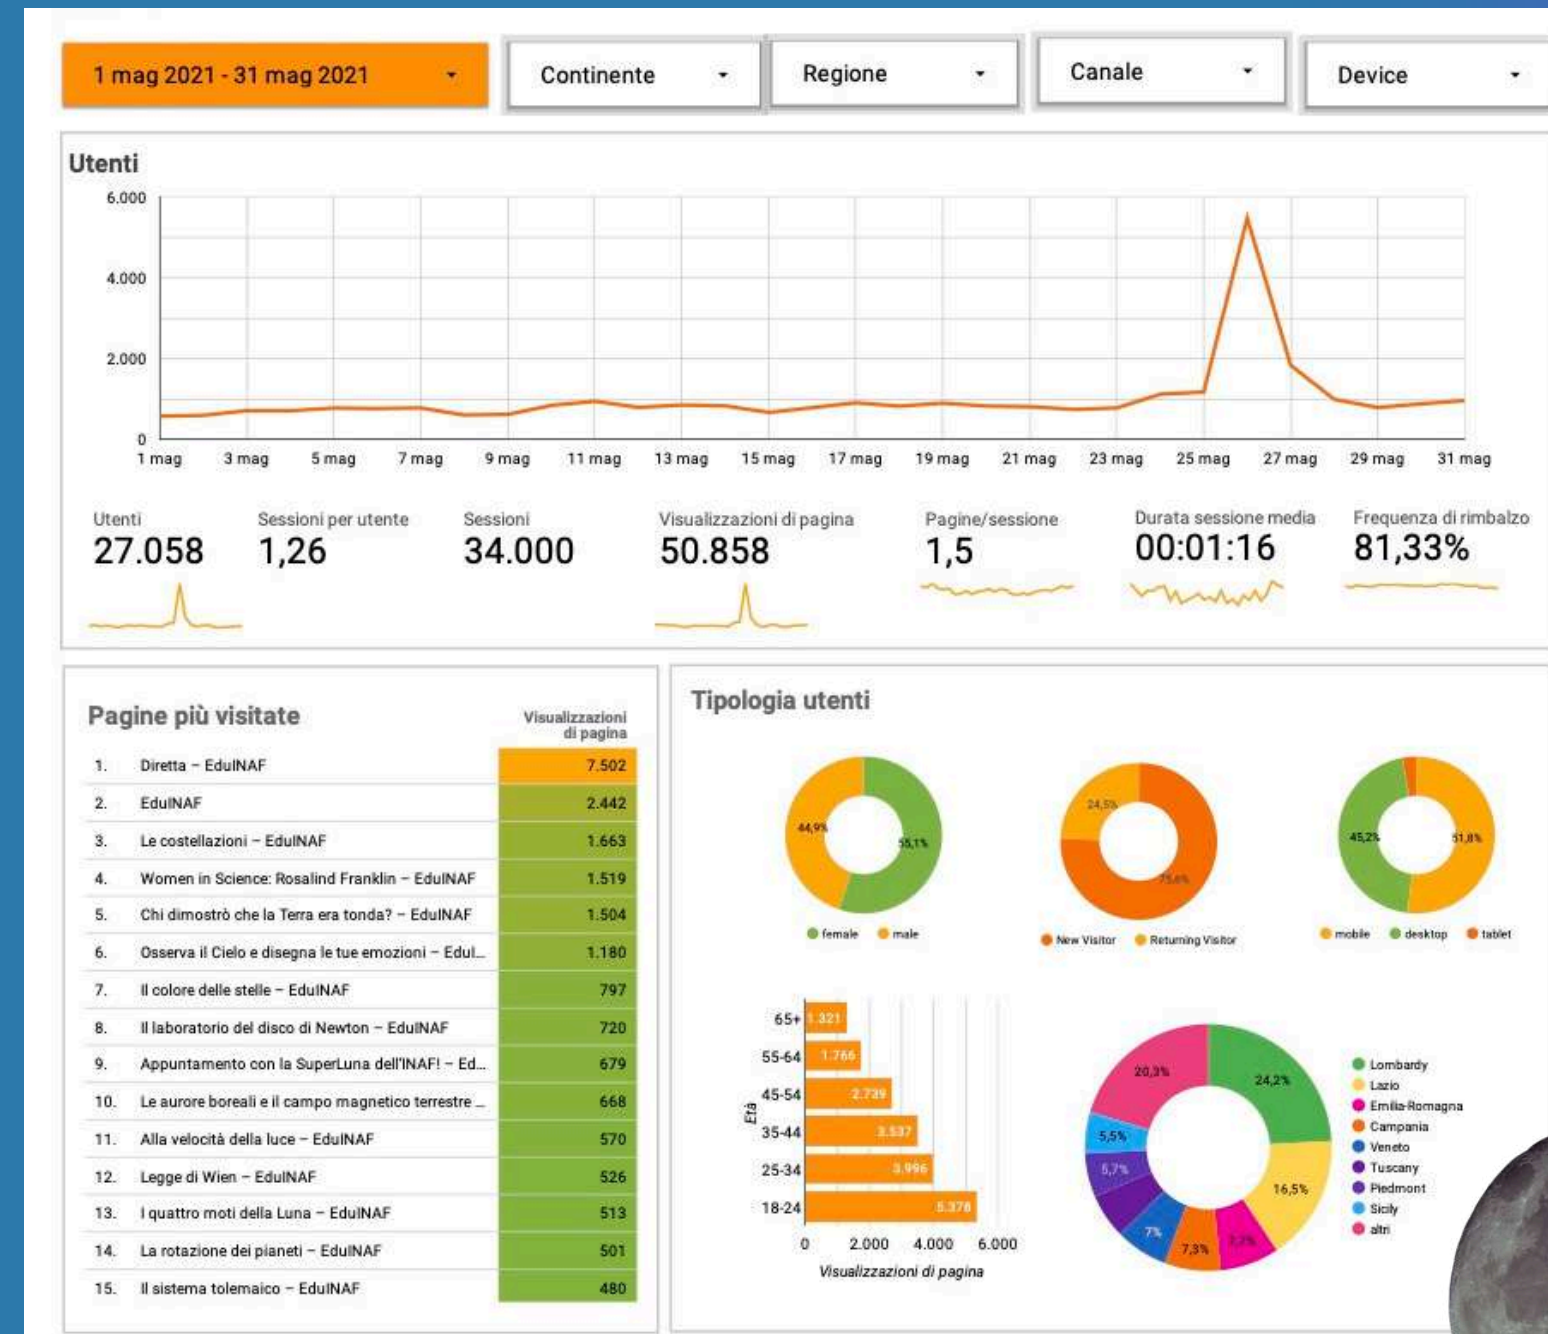 1 mag 2021 - 31 mag 2021
Continente
Regione
Canale
Device
Utenti
6.000
4.000
2.000
0
1 mag
3 mag
5 mag
7 mag
9 mag
11 mag
13 mag
15 mag
17 mag
19 mag
21 mag
23 mag
25 mag
27 mag
29 mag
31 mag
Utenti
27.058
Sessioni per utente
1,26
Sessioni
34.000
Visualizzazioni di pagina
50.858
Pagine/sessione
1,5
Durata sessione media
00:01:16
Frequenza di rimbalzo
81,33%
Pagine più visitate
Visualizzazioni
di pagina
1. Diretta – EduINAF 7.502
2. EduINAF 2.442
3. Le costellazioni – EduINAF 1.663
4. Women in Science: Rosalind Franklin – EduINAF 1.519
5. Chi dimostrò che la Terra era tonda? – EduINAF 1.504
6. Osserva il Cielo e disegna le tue emozioni – EduI... 1.180
7. Il colore delle stelle – EduINAF 797
8. Il laboratorio del disco di Newton – EduINAF 720
9. Appuntamento con la SuperLuna dell'INAF! – Ed... 679
10. Le aurore boreali e il campo magnetico terrestre ... 668
11. Alla velocità della luce – EduINAF 570
12. Legge di Wien – EduINAF 526
13. I quattro moti della Luna – EduINAF 513
14. La rotazione dei pianeti – EduINAF 501
15. Il sistema tolemaico – EduINAF 480
Tipologia utenti
44,9%
55,1%
female
male
24,5%
New Visitor
Returning Visitor
45,2%
51,8%
mobile
desktop
tablet
Età
65+ 1.321
55-64 1.766
45-54 2.739
35-44 3.537
25-34 3.996
18-24 5.378
0
2.000
4.000
6.000
Visualizzazioni di pagina
20,3%
24,2%
5,5%
5,7%
16,5%
7%
7,3%
Lombardy
Lazio
Emilia-Romagna
Campania
Veneto
Tuscany
Piedmont
Sicily
altri